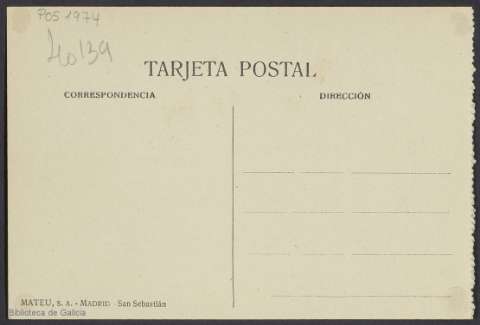 POS 1974
40139
TARJETA POSTAL
CORRESPONDENCIA
DIRECCIÓN
MATEU, S. A. - MADRID - San Sebastián
Biblioteca de Galicia